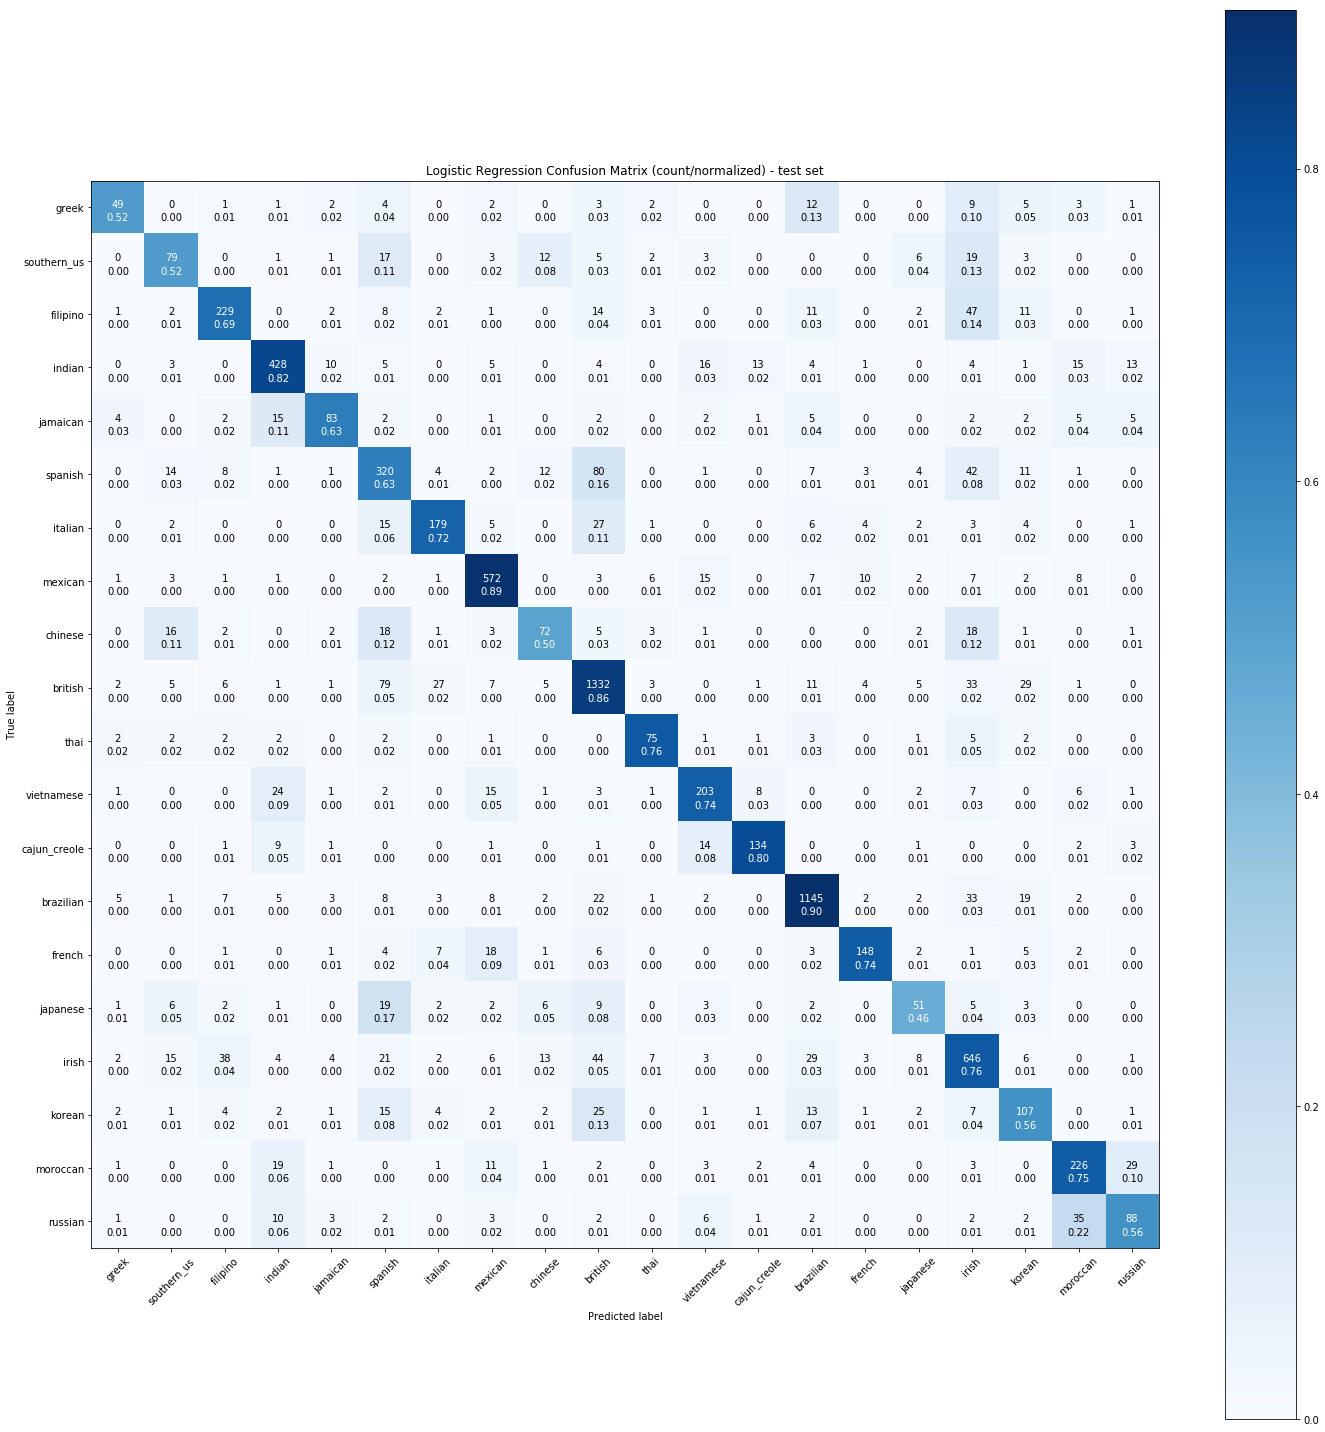 Logistic Regression Confusion Matrix (count/normalized) - test set
greek 49 0 1 1 2 4 0 2 0 3 2 0 0 12 0 0 9 5 3 1
0.52 0.00 0.01 0.01 0.02 0.04 0.00 0.02 0.00 0.03 0.02 0.00 0.00 0.13 0.00 0.00 0.10 0.05 0.03 0.01
southern_us 0 79 0 1 1 17 0 3 12 5 2 3 0 0 0 6 19 3 0 0
0.00 0.52 0.00 0.01 0.01 0.11 0.00 0.02 0.08 0.03 0.01 0.02 0.00 0.00 0.00 0.04 0.13 0.02 0.00 0.00
filipino 1 2 229 0 2 8 2 1 0 14 3 0 0 11 0 2 47 11 0 1
0.00 0.01 0.69 0.00 0.01 0.02 0.01 0.00 0.00 0.04 0.01 0.00 0.00 0.03 0.00 0.01 0.14 0.03 0.00 0.00
indian 0 3 0 428 10 5 0 5 0 4 0 16 13 4 1 0 4 1 15 13
0.00 0.01 0.00 0.82 0.02 0.01 0.00 0.01 0.00 0.01 0.00 0.03 0.02 0.01 0.00 0.00 0.01 0.00 0.03 0.02
jamaican 4 0 2 15 83 2 0 1 0 2 0 2 1 5 0 0 2 2 5 5
0.03 0.00 0.02 0.11 0.63 0.02 0.00 0.01 0.00 0.02 0.00 0.02 0.01 0.04 0.00 0.00 0.02 0.02 0.04 0.04
spanish 0 14 8 1 1 320 4 2 12 80 0 1 0 7 3 4 42 11 1 0
0.00 0.03 0.02 0.00 0.00 0.63 0.01 0.00 0.02 0.16 0.00 0.00 0.00 0.01 0.01 0.01 0.08 0.02 0.00 0.00
italian 0 2 0 0 0 15 179 5 0 27 1 0 0 6 4 2 3 4 0 1
0.00 0.01 0.00 0.00 0.00 0.06 0.72 0.02 0.00 0.11 0.00 0.00 0.00 0.02 0.02 0.01 0.01 0.02 0.00 0.00
mexican 1 3 1 1 0 2 1 572 0 3 6 15 0 7 10 2 7 2 8 0
0.00 0.00 0.00 0.00 0.00 0.00 0.00 0.89 0.00 0.00 0.01 0.02 0.00 0.01 0.02 0.00 0.01 0.00 0.01 0.00
chinese 0 16 2 0 2 18 1 3 72 5 3 1 0 0 0 2 18 1 0 1
0.00 0.11 0.01 0.00 0.01 0.12 0.01 0.02 0.50 0.03 0.02 0.01 0.00 0.00 0.00 0.01 0.12 0.01 0.00 0.01
british 2 5 6 1 1 79 27 7 5 1332 3 0 1 11 4 5 33 29 1 0
0.00 0.00 0.00 0.00 0.00 0.05 0.02 0.00 0.00 0.86 0.00 0.00 0.00 0.01 0.00 0.00 0.02 0.02 0.00 0.00
True label
thai 2 2 2 2 0 2 0 1 0 0 75 1 1 3 0 1 5 2 0 0
0.02 0.02 0.02 0.02 0.00 0.02 0.00 0.01 0.00 0.00 0.76 0.01 0.01 0.03 0.00 0.01 0.05 0.02 0.00 0.00
vietnamese 1 0 0 24 1 2 0 15 1 3 1 203 8 0 0 2 7 0 6 1
0.00 0.00 0.00 0.09 0.00 0.01 0.00 0.05 0.00 0.01 0.00 0.74 0.03 0.00 0.00 0.01 0.03 0.00 0.02 0.00
cajun_creole 0 0 1 9 1 0 0 1 0 1 0 14 134 0 0 1 0 0 2 3
0.00 0.00 0.01 0.05 0.01 0.00 0.00 0.01 0.00 0.01 0.00 0.08 0.80 0.00 0.00 0.01 0.00 0.00 0.01 0.02
brazilian 5 1 7 5 3 8 3 8 2 22 1 2 0 1145 2 2 33 19 2 0
0.00 0.00 0.01 0.00 0.00 0.01 0.00 0.01 0.00 0.02 0.00 0.00 0.00 0.90 0.00 0.00 0.03 0.01 0.00 0.00
french 0 0 1 0 1 4 7 18 1 6 0 0 0 3 148 2 1 5 2 0
0.00 0.00 0.01 0.00 0.01 0.02 0.04 0.09 0.01 0.03 0.00 0.00 0.00 0.02 0.74 0.01 0.01 0.03 0.01 0.00
japanese 1 6 2 1 0 19 2 2 6 9 0 3 0 2 0 51 5 3 0 0
0.01 0.05 0.02 0.01 0.00 0.17 0.02 0.02 0.05 0.08 0.00 0.03 0.00 0.02 0.00 0.46 0.04 0.03 0.00 0.00
irish 2 15 38 4 4 21 2 6 13 44 7 3 0 29 3 8 646 6 0 1
0.00 0.02 0.04 0.00 0.00 0.02 0.00 0.01 0.02 0.05 0.01 0.00 0.00 0.03 0.00 0.01 0.76 0.01 0.00 0.00
korean 2 1 4 2 1 15 4 2 2 25 0 1 1 13 1 2 7 107 0 1
0.01 0.01 0.02 0.01 0.01 0.08 0.02 0.01 0.01 0.13 0.00 0.01 0.01 0.07 0.01 0.01 0.04 0.56 0.00 0.01
moroccan 1 0 0 19 1 0 1 11 1 2 0 3 2 4 0 0 3 0 226 29
0.00 0.00 0.00 0.06 0.00 0.00 0.00 0.04 0.00 0.01 0.00 0.01 0.01 0.01 0.00 0.00 0.01 0.00 0.75 0.10
russian 1 0 0 10 3 2 0 3 0 2 0 6 1 2 0 0 2 2 35 88
0.01 0.00 0.00 0.06 0.02 0.01 0.00 0.02 0.00 0.01 0.00 0.04 0.01 0.01 0.00 0.00 0.01 0.01 0.22 0.56
greek southern_us filipino indian jamaican spanish italian mexican chinese british thai vietnamese cajun_creole brazilian french japanese irish korean moroccan russian
Predicted label
0.8
0.6
0.4
0.2
0.0